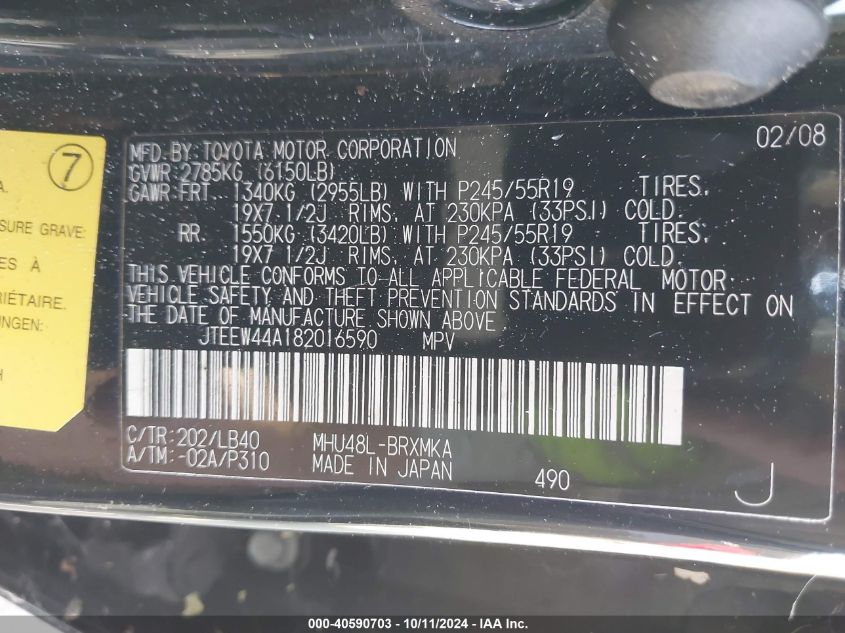 7
A.
SURE GRAVE:
ES À
RIÉTAIRE.
UNGEN:
H
MFD. BY: TOYOTA MOTOR CORPORATION 02/08
GVWR 2785KG (6150LB)
GAWR FRT. 1340KG (2955LB) WITH P245/55R19 TIRES.
19X7 1/2J RIMS, AT 230KPA (33PSI) COLD.
RR. 1550KG (3420LB) WITH P245/55R19 TIRES.
19X7 1/2J RIMS, AT 230KPA (33PSI) COLD.
THIS VEHICLE CONFORMS TO ALL APPLICABLE FEDERAL MOTOR
VEHICLE SAFETY AND THEFT PREVENTION STANDARDS IN EFFECT ON
THE DATE OF MANUFACTURE SHOWN ABOVE.
JTEEW44A182016590 MPV
C/TR:202/LB40 MHU48L-BRXMKA
A/TM:-02A/P310 MADE IN JAPAN 490 J
000-40590703 - 10/11/2024 - IAA Inc.